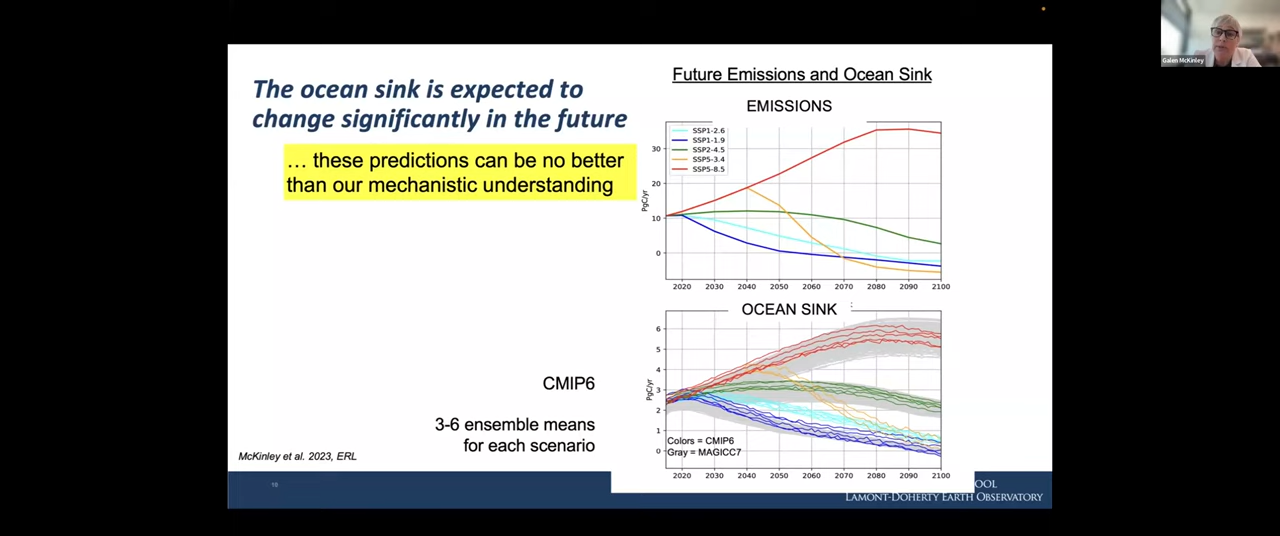 Galen McKinley
The ocean sink is expected to
change significantly in the future
… these predictions can be no better
than our mechanistic understanding
CMIP6
3-6 ensemble means
for each scenario
McKinley et al. 2023, ERL
18
Future Emissions and Ocean Sink
EMISSIONS
SSP1-2.6
SSP1-1.9
SSP2-4.5
SSP5-3.4
SSP5-8.5
PgC/yr
30
20
10
0
2020 2030 2040 2050 2060 2070 2080 2090 2100
OCEAN SINK
PgC/yr
6
5
4
3
2
1
0
Colors = CMIP6
Gray = MAGICC7
2020 2030 2040 2050 2060 2070 2080 2090 2100
OOL
LAMONT-DOHERTY EARTH OBSERVATORY